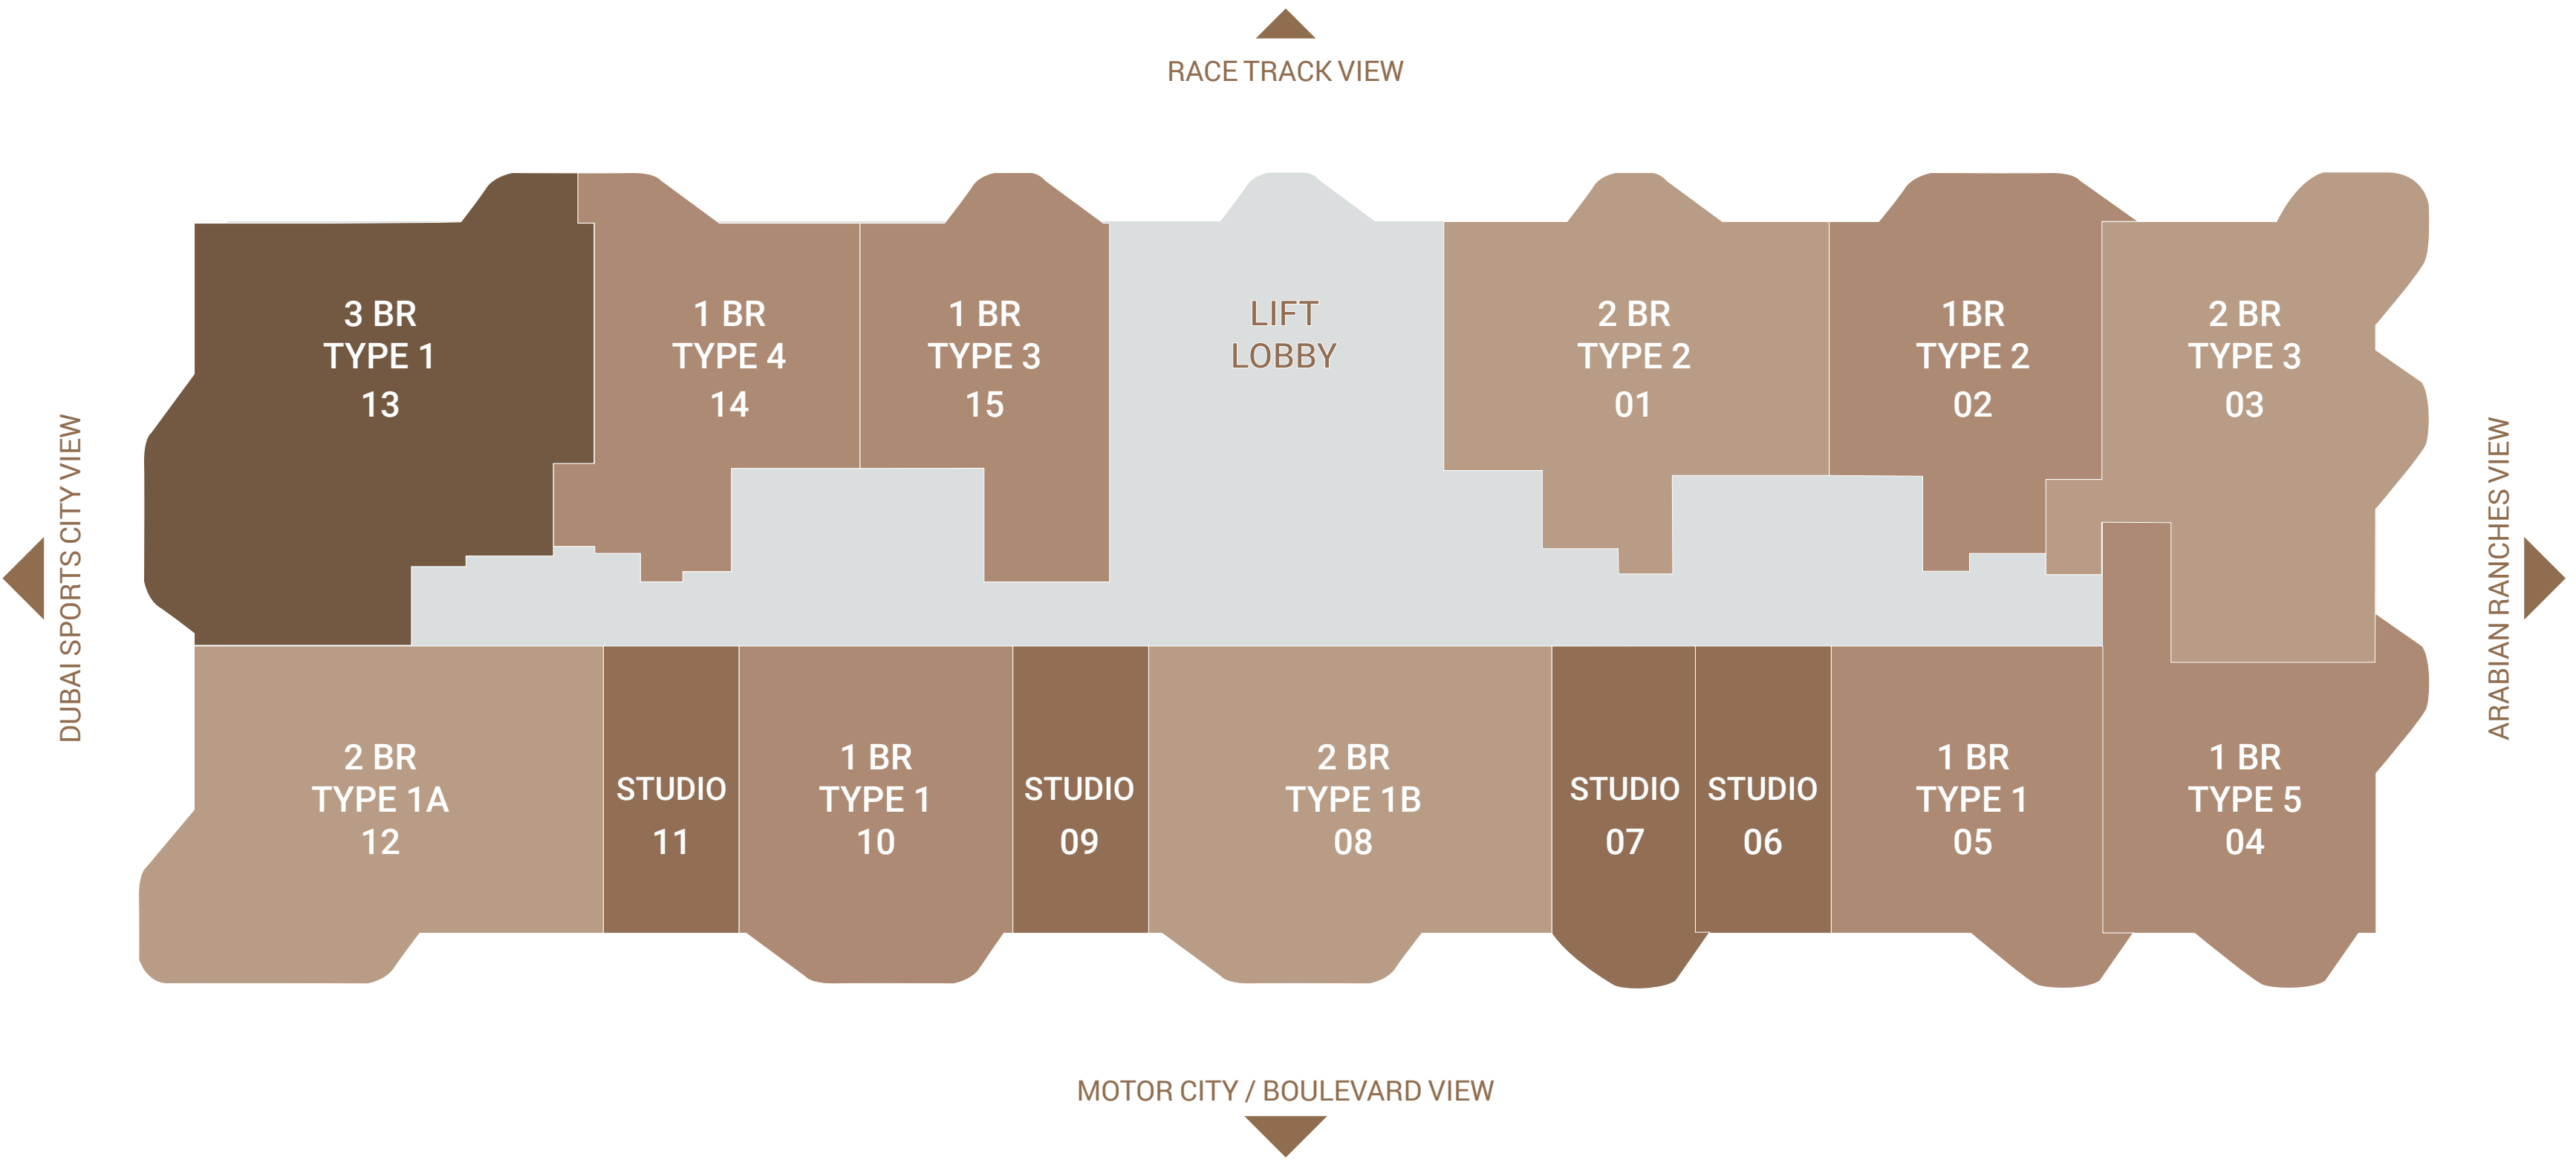 RACE TRACK VIEW
3 BR
TYPE 1
13
1 BR
TYPE 4
14
1 BR
TYPE 3
15
LIFT
LOBBY
2 BR
TYPE 2
01
1BR
TYPE 2
02
2 BR
TYPE 3
03
DUBAI SPORTS CITY VIEW
ARABIAN RANCHES VIEW
2 BR
TYPE 1A
12
STUDIO
11
1 BR
TYPE 1
10
STUDIO
09
2 BR
TYPE 1B
08
STUDIO
07
STUDIO
06
1 BR
TYPE 1
05
1 BR
TYPE 5
04
MOTOR CITY / BOULEVARD VIEW